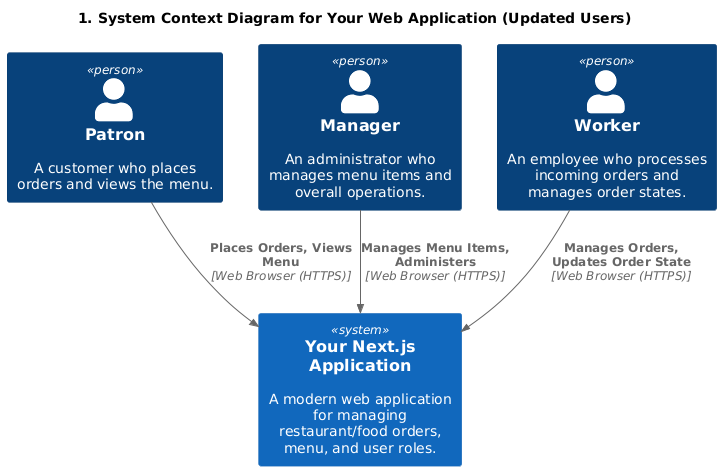 1. System Context Diagram for Your Web Application (Updated Users)
«person»
Patron
A customer who places
orders and views the menu.
«person»
Manager
An administrator who
manages menu items and
overall operations.
«person»
Worker
An employee who processes
incoming orders and
manages order states.
Places Orders, Views
Menu
[Web Browser (HTTPS)]
Manages Menu Items,
Administers
[Web Browser (HTTPS)]
Manages Orders,
Updates Order State
[Web Browser (HTTPS)]
«system»
Your Next.js
Application
A modern web application
for managing
restaurant/food orders,
menu, and user roles.